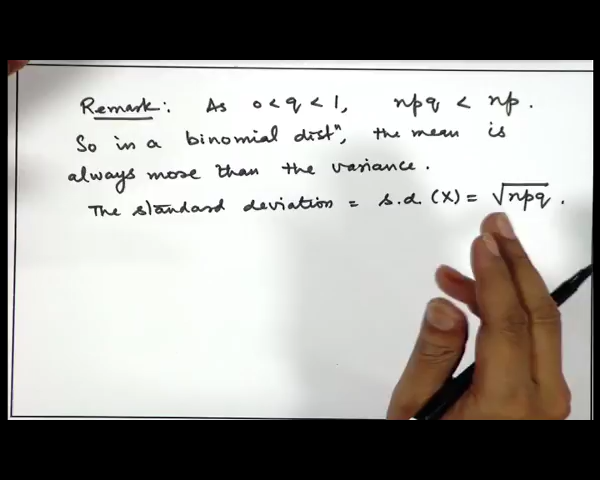 Remark: As 0<q<1, npq < np.
So in a binomial distⁿ, the mean is
always more than the variance.
The standard deviation = s.d. (X) = √npq.